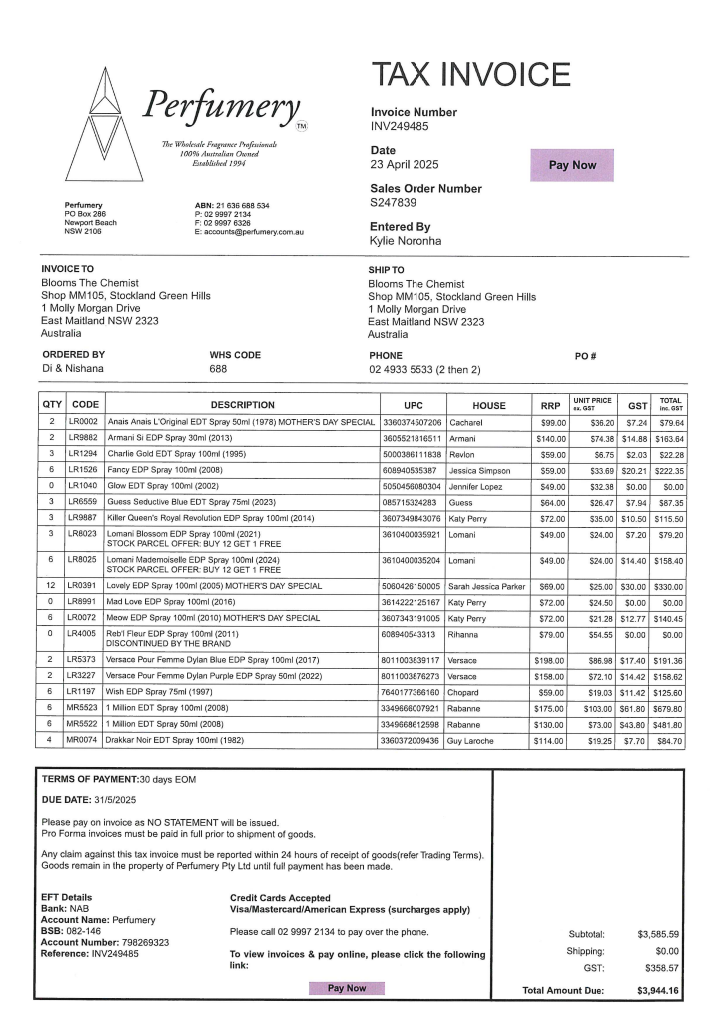 TAX INVOICE
Perfumery
TM
The Wholesale Fragrance Professionals
100% Australian Owned
Established 1994
Invoice Number
INV249485
Date
23 April 2025
Pay Now
Sales Order Number
S247839
Entered By
Kylie Noronha
Perfumery
PO Box 286
Newport Beach
NSW 2106
ABN: 21 636 688 534
P: 02 9997 2134
F: 02 9997 6326
E: accounts@perfumery.com.au
INVOICE TO
Blooms The Chemist
Shop MM105, Stockland Green Hills
1 Molly Morgan Drive
East Maitland NSW 2323
Australia
SHIP TO
Blooms The Chemist
Shop MM105, Stockland Green Hills
1 Molly Morgan Drive
East Maitland NSW 2323
Australia
ORDERED BY WHS CODE PHONE PO #
Di & Nishana 688 02 4933 5533 (2 then 2)
QTY CODE DESCRIPTION UPC HOUSE RRP UNIT PRICE ex. GST GST TOTAL inc. GST
2 LR0002 Anais Anais L'Original EDT Spray 50ml (1978) MOTHER'S DAY SPECIAL 3360374507206 Cacharel $99.00 $36.20 $7.24 $79.64
2 LR9882 Armani Si EDP Spray 30ml (2013) 3605521816511 Armani $140.00 $74.38 $14.88 $163.64
3 LR1294 Charlie Gold EDT Spray 100ml (1995) 5000386111838 Revlon $59.00 $6.75 $2.03 $22.28
6 LR1526 Fancy EDP Spray 100ml (2008) 608940535387 Jessica Simpson $59.00 $33.69 $20.21 $222.35
0 LR1040 Glow EDT Spray 100ml (2002) 5050456080304 Jennifer Lopez $49.00 $32.38 $0.00 $0.00
3 LR6559 Guess Seductive Blue EDT Spray 75ml (2023) 085715324283 Guess $64.00 $26.47 $7.94 $87.35
3 LR9887 Killer Queen's Royal Revolution EDP Spray 100ml (2014) 3607349843076 Katy Perry $72.00 $35.00 $10.50 $115.50
3 LR8023 Lomani Blossom EDP Spray 100ml (2021) 3610400035921 Lomani $49.00 $24.00 $7.20 $79.20
STOCK PARCEL OFFER: BUY 12 GET 1 FREE
6 LR8025 Lomani Mademoiselle EDP Spray 100ml (2024) 3610400035204 Lomani $49.00 $24.00 $14.40 $158.40
STOCK PARCEL OFFER: BUY 12 GET 1 FREE
12 LR0391 Lovely EDP Spray 100ml (2005) MOTHER'S DAY SPECIAL 5060426150005 Sarah Jessica Parker $69.00 $25.00 $30.00 $330.00
0 LR8991 Mad Love EDP Spray 100ml (2016) 3614222125167 Katy Perry $72.00 $24.50 $0.00 $0.00
6 LR0072 Meow EDP Spray 100ml (2010) MOTHER'S DAY SPECIAL 3607343191005 Katy Perry $72.00 $21.28 $12.77 $140.45
0 LR4005 Reb'l Fleur EDP Spray 100ml (2011) 608940543313 Rihanna $79.00 $54.55 $0.00 $0.00
DISCONTINUED BY THE BRAND
2 LR5373 Versace Pour Femme Dylan Blue EDP Spray 100ml (2017) 8011003839117 Versace $198.00 $86.98 $17.40 $191.36
2 LR3227 Versace Pour Femme Dylan Purple EDP Spray 50ml (2022) 8011003876273 Versace $158.00 $72.10 $14.42 $158.62
6 LR1197 Wish EDP Spray 75ml (1997) 7640177366160 Chopard $59.00 $19.03 $11.42 $125.60
6 MR5523 1 Million EDT Spray 100ml (2008) 3349666007921 Rabanne $175.00 $103.00 $61.80 $679.80
6 MR5522 1 Million EDT Spray 50ml (2008) 3349668612598 Rabanne $130.00 $73.00 $43.80 $481.80
4 MR0074 Drakkar Noir EDT Spray 100ml (1982) 3360372009436 Guy Laroche $114.00 $19.25 $7.70 $84.70
TERMS OF PAYMENT:30 days EOM
DUE DATE: 31/5/2025
Please pay on invoice as NO STATEMENT will be issued.
Pro Forma invoices must be paid in full prior to shipment of goods.
Any claim against this tax invoice must be reported within 24 hours of receipt of goods(refer Trading Terms).
Goods remain in the property of Perfumery Pty Ltd until full payment has been made.
EFT Details
Bank: NAB
Account Name: Perfumery
BSB: 082-146
Account Number: 798269323
Reference: INV249485
Credit Cards Accepted
Visa/Mastercard/American Express (surcharges apply)
Please call 02 9997 2134 to pay over the phone.
To view invoices & pay online, please click the following
link:
Pay Now
Subtotal: $3,585.59
Shipping: $0.00
GST: $358.57
Total Amount Due: $3,944.16